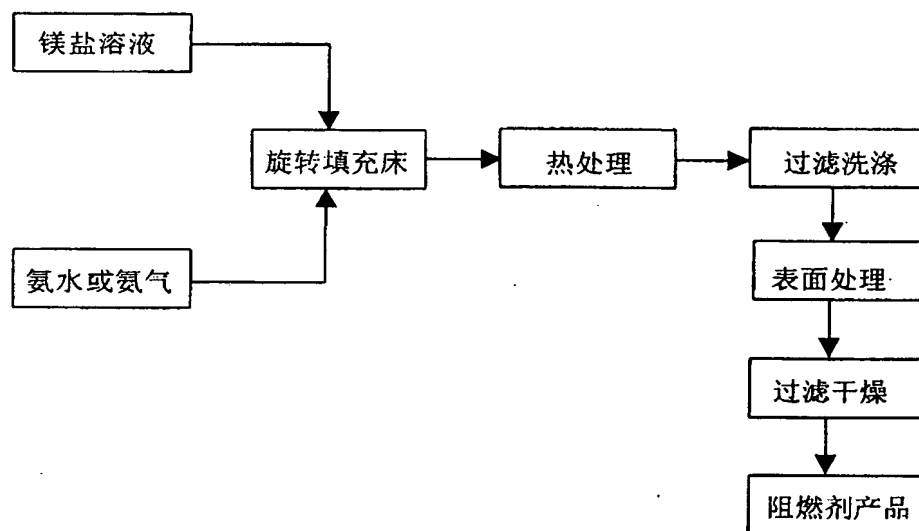 镁盐溶液
旋转填充床
热处理
过滤洗涤
氨水或氨气
表面处理
过滤干燥
阻燃剂产品